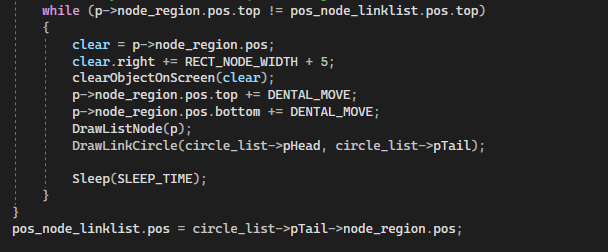 while (p->node_region.pos.top != pos_node_linklist.pos.top)
{
clear = p->node_region.pos;
clear.right += RECT_NODE_WIDTH + 5;
clearObjectOnScreen(clear);
p->node_region.pos.top += DENTAL_MOVE;
p->node_region.pos.bottom += DENTAL_MOVE;
DrawListNode(p);
DrawLinkCircle(circle_list->pHead, circle_list->pTail);
Sleep(SLEEP_TIME);
}
}
pos_node_linklist.pos = circle_list->pTail->node_region.pos;